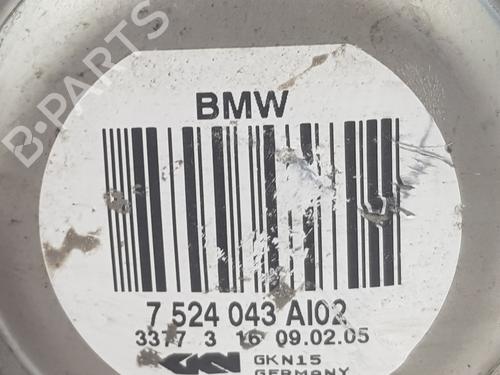 B-PARTS
BMW
7 524 043 AI02
3377 3 16 09.02.05
GKN GKN15
GERMANY